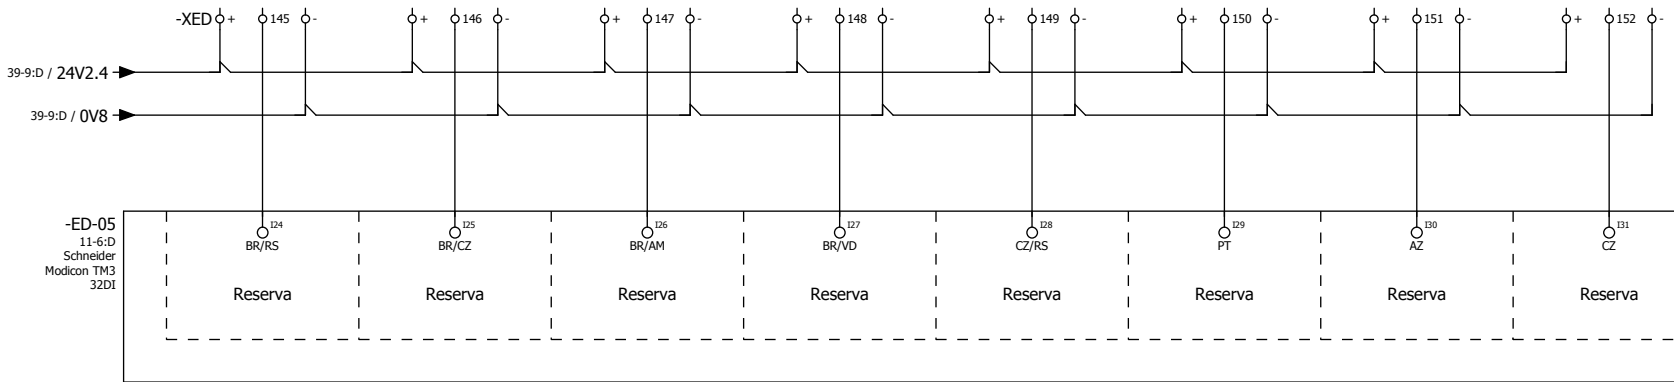 -XED + 145 - + 146 - + 147 - + 148 - + 149 - + 150 - + 151 - + 152 -
39-9:D / 24V2.4
39-9:D / 0V8
-ED-05
11-6:D
Schneider
Modicon TM3
32DI
I24 I25 I26 I27 I28 I29 I30 I31
BR/RS BR/CZ BR/AM BR/VD CZ/RS PT AZ CZ
Reserva Reserva Reserva Reserva Reserva Reserva Reserva Reserva